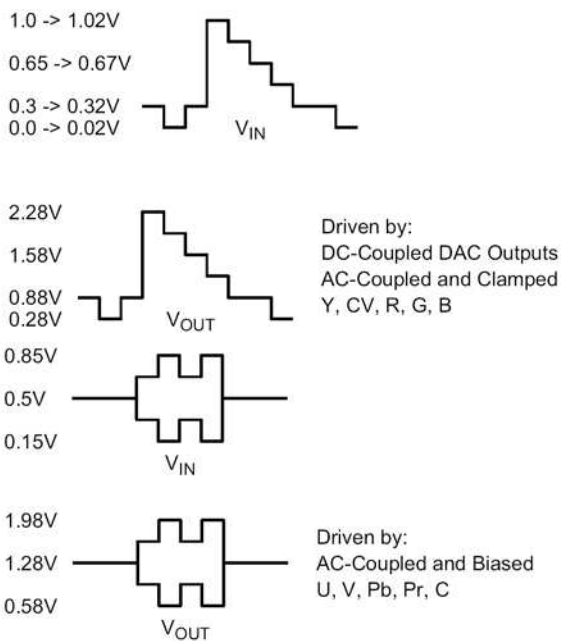 1.0 -> 1.02V
0.65 -> 0.67V
0.3 -> 0.32V
0.0 -> 0.02V
VIN
2.28V
1.58V
0.88V
0.28V
VOUT
Driven by:
DC-Coupled DAC Outputs
AC-Coupled and Clamped
Y, CV, R, G, B
0.85V
0.5V
0.15V
VIN
1.98V
1.28V
0.58V
VOUT
Driven by:
AC-Coupled and Biased
U, V, Pb, Pr, C